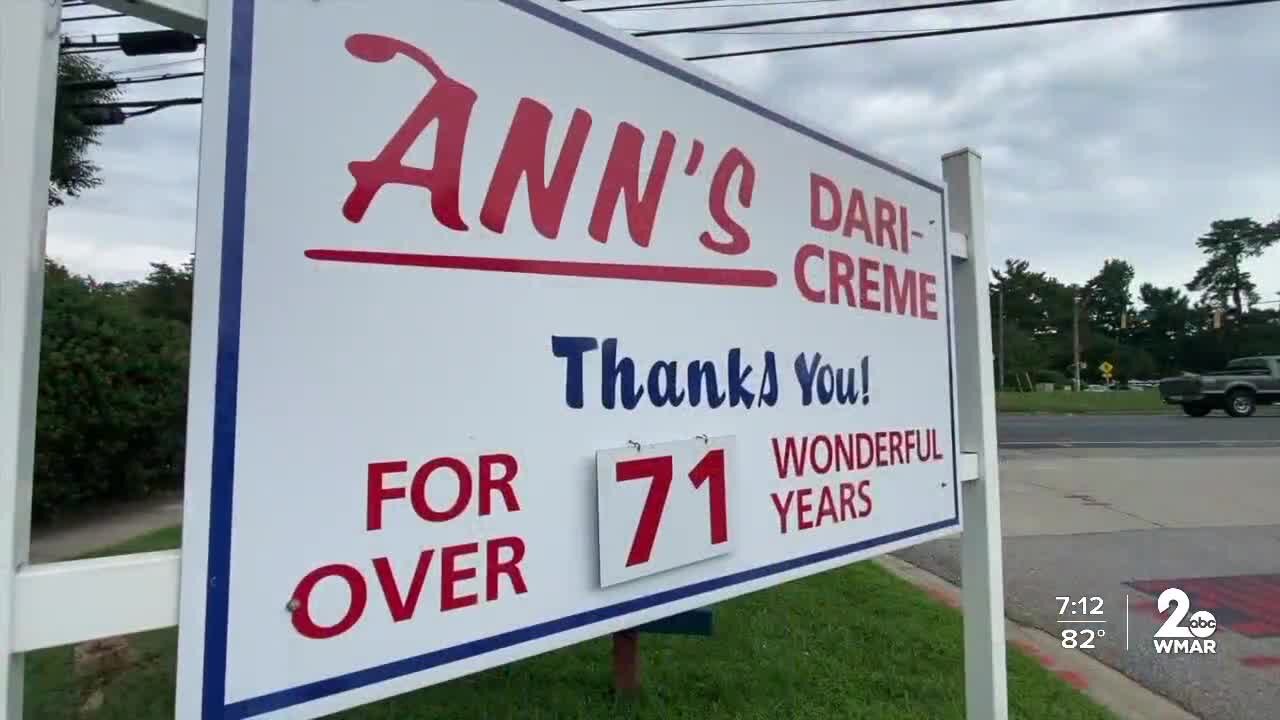 ANN'S
DARI-
CREME
Thanks You!
FOR
OVER
71
WONDERFUL
YEARS
7:12
82°
2 abc
WMAR